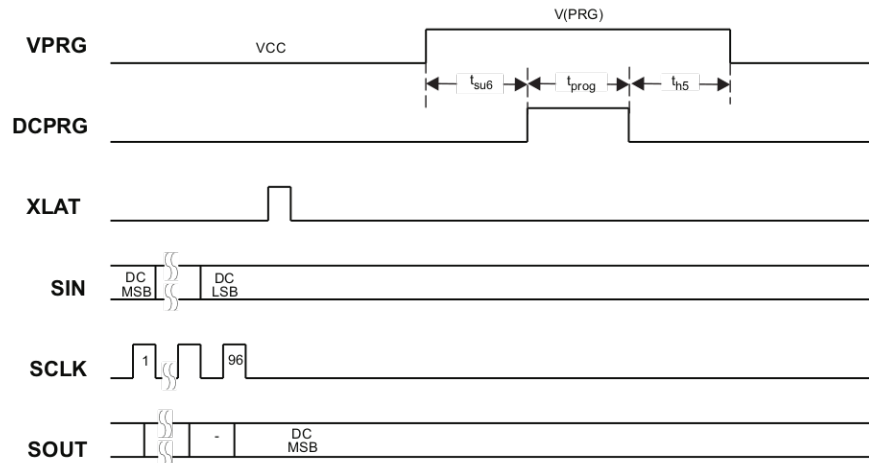 V(PRG)
VPRG
VCC
tsu6
tprog
th5
DCPRG
XLAT
SIN
DC
MSB
DC
LSB
SCLK
1
96
SOUT
-
DC
MSB